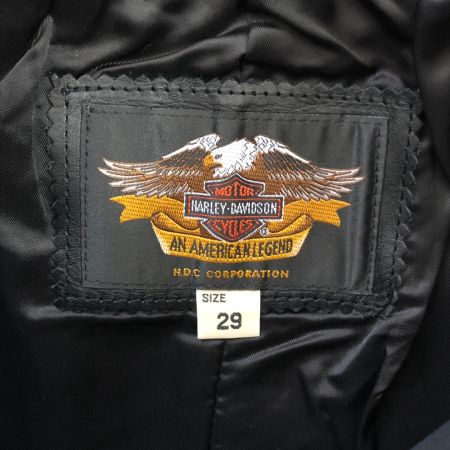 MOTOR
HARLEY-DAVIDSON
CYCLES
®
AN AMERICAN LEGEND
H.D.C. CORPORATION
SIZE
29